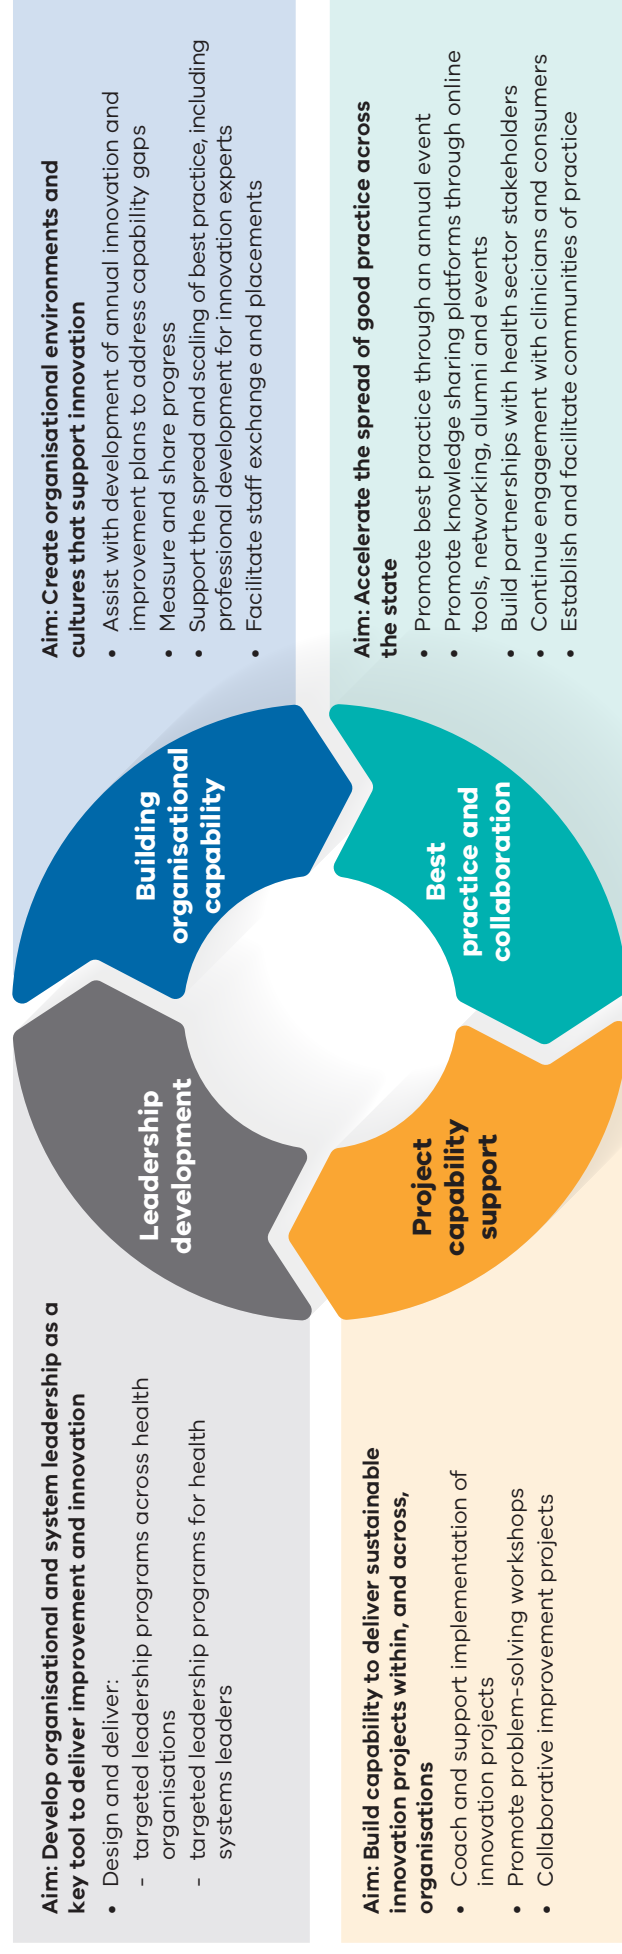 Aim: Develop organisational and system leadership as a
key tool to deliver improvement and innovation
• Design and deliver:
- targeted leadership programs across health
organisations
- targeted leadership programs for health
systems leaders
Leadership
development
Building
organisational
capability
Aim: Create organisational environments and
cultures that support innovation
• Assist with development of annual innovation and
improvement plans to address capability gaps
• Measure and share progress
• Support the spread and scaling of best practice, including
professional development for innovation experts
• Facilitate staff exchange and placements
Aim: Build capability to deliver sustainable
innovation projects within, and across,
organisations
• Coach and support implementation of
innovation projects
• Promote problem-solving workshops
• Collaborative improvement projects
Project
capability
support
Best
practice and
collaboration
Aim: Accelerate the spread of good practice across
the state
• Promote best practice through an annual event
• Promote knowledge sharing platforms through online
tools, networking, alumni and events
• Build partnerships with health sector stakeholders
• Continue engagement with clinicians and consumers
• Establish and facilitate communities of practice